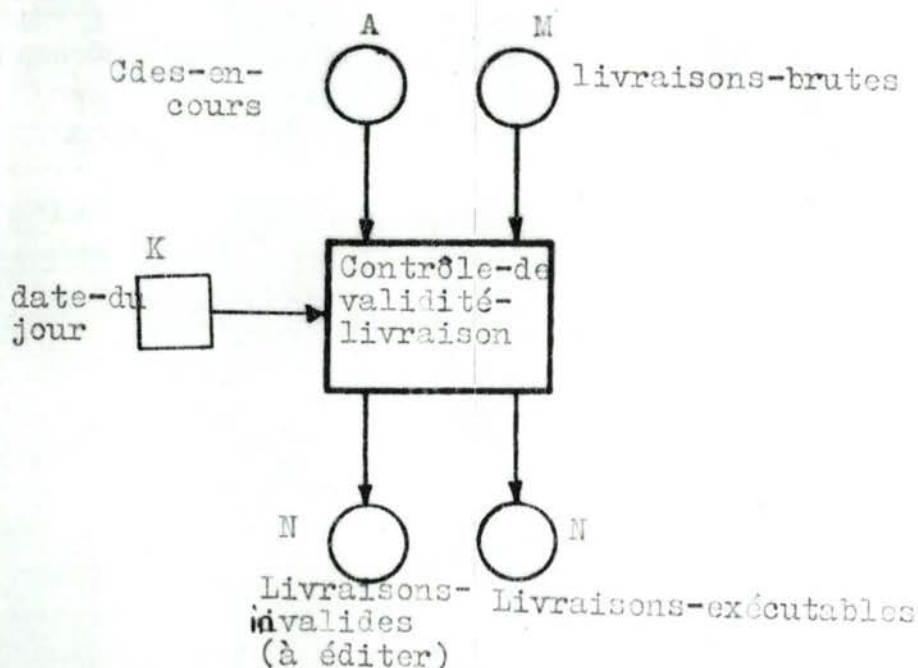 A
M
Cdes-en-
cours
livraisons-brutes
K
date-du
jour
Contrôle-de
validité-
livraison
N
N
Livraisons-
invalides
(à éditer)
Livraisons-exécutables